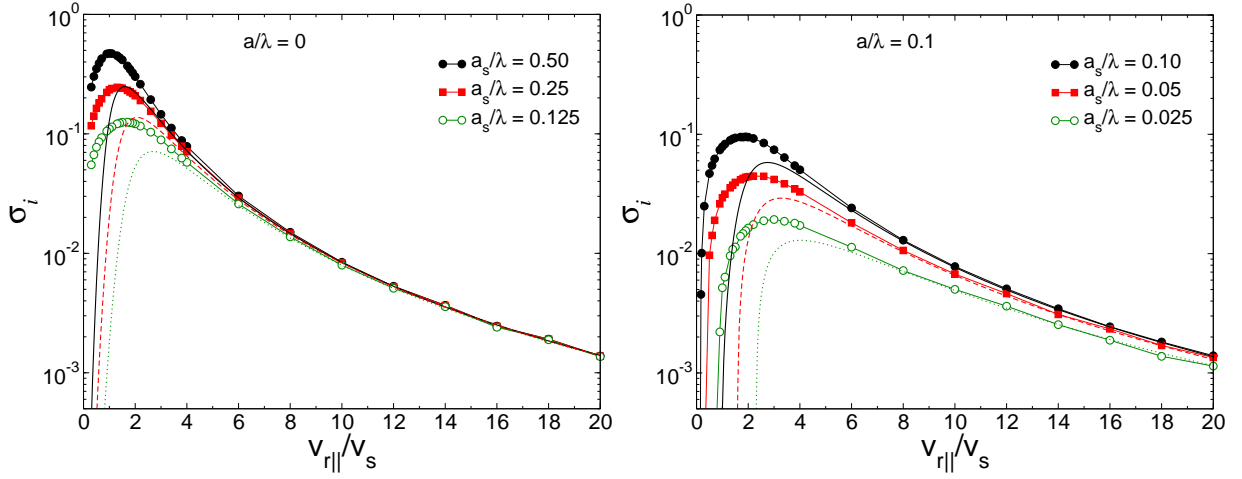 a/λ = 0
a_s/λ = 0.50
a_s/λ = 0.25
a_s/λ = 0.125
10^0
10^-1
10^-2
10^-3
σ_i
0 2 4 6 8 10 12 14 16 18 20
v_r||/v_s
a/λ = 0.1
a_s/λ = 0.10
a_s/λ = 0.05
a_s/λ = 0.025
10^0
10^-1
10^-2
10^-3
σ_i
0 2 4 6 8 10 12 14 16 18 20
v_r||/v_s